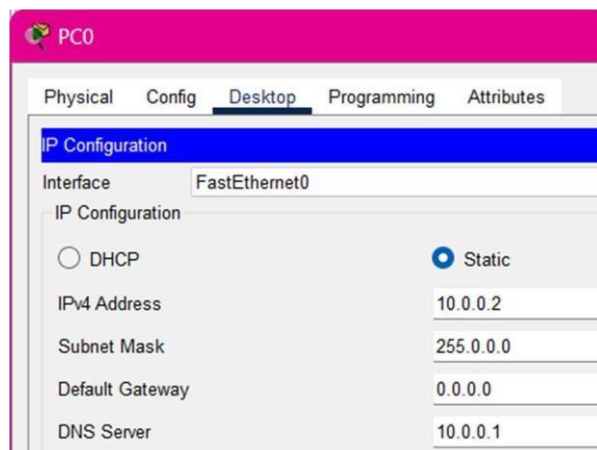 PC0
Physical Config Desktop Programming Attributes
IP Configuration
Interface FastEthernet0
IP Configuration
DHCP Static
IPv4 Address 10.0.0.2
Subnet Mask 255.0.0.0
Default Gateway 0.0.0.0
DNS Server 10.0.0.1